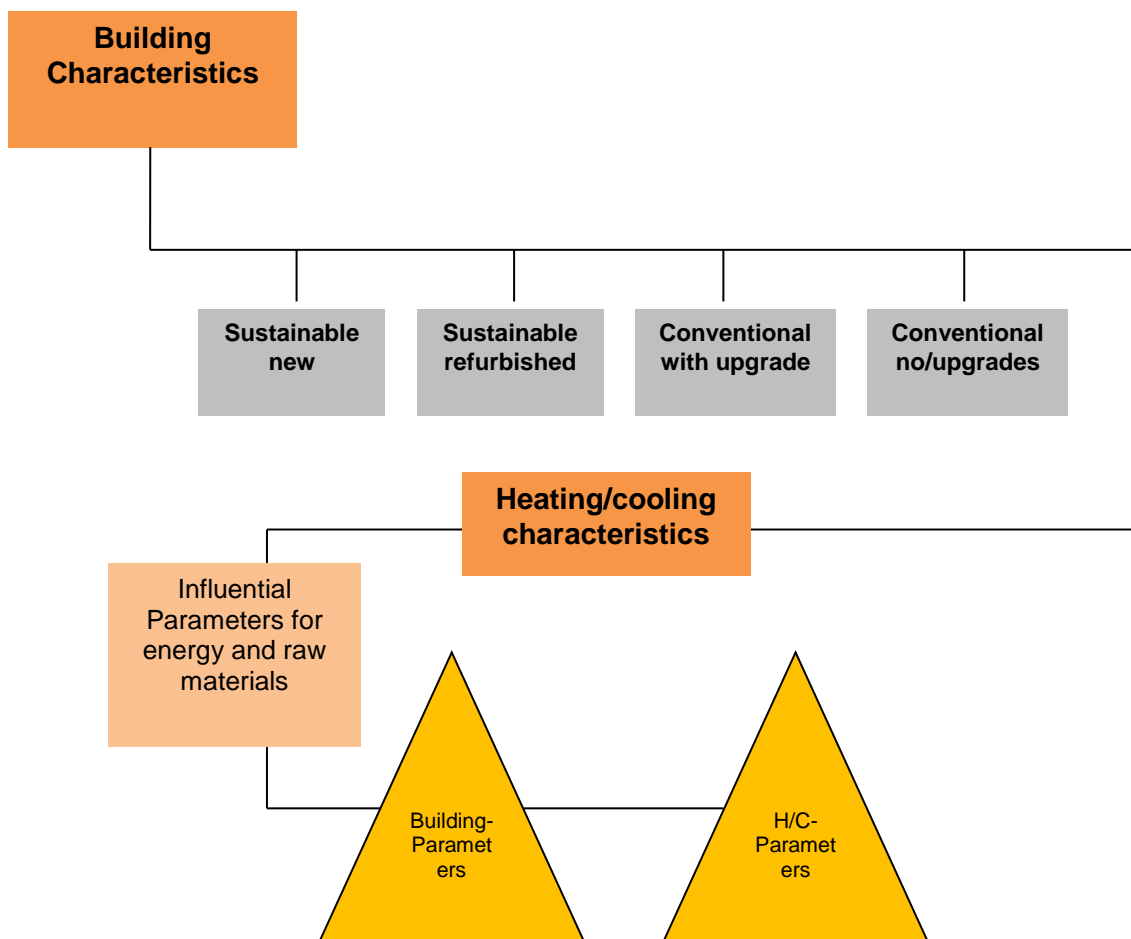 Building
Characteristics
Sustainable
new
Sustainable
refurbished
Conventional
with upgrade
Conventional
no/upgrades
Heating/cooling
characteristics
Influential
Parameters for
energy and raw
materials
Building-
Paramet
ers
H/C-
Paramet
ers